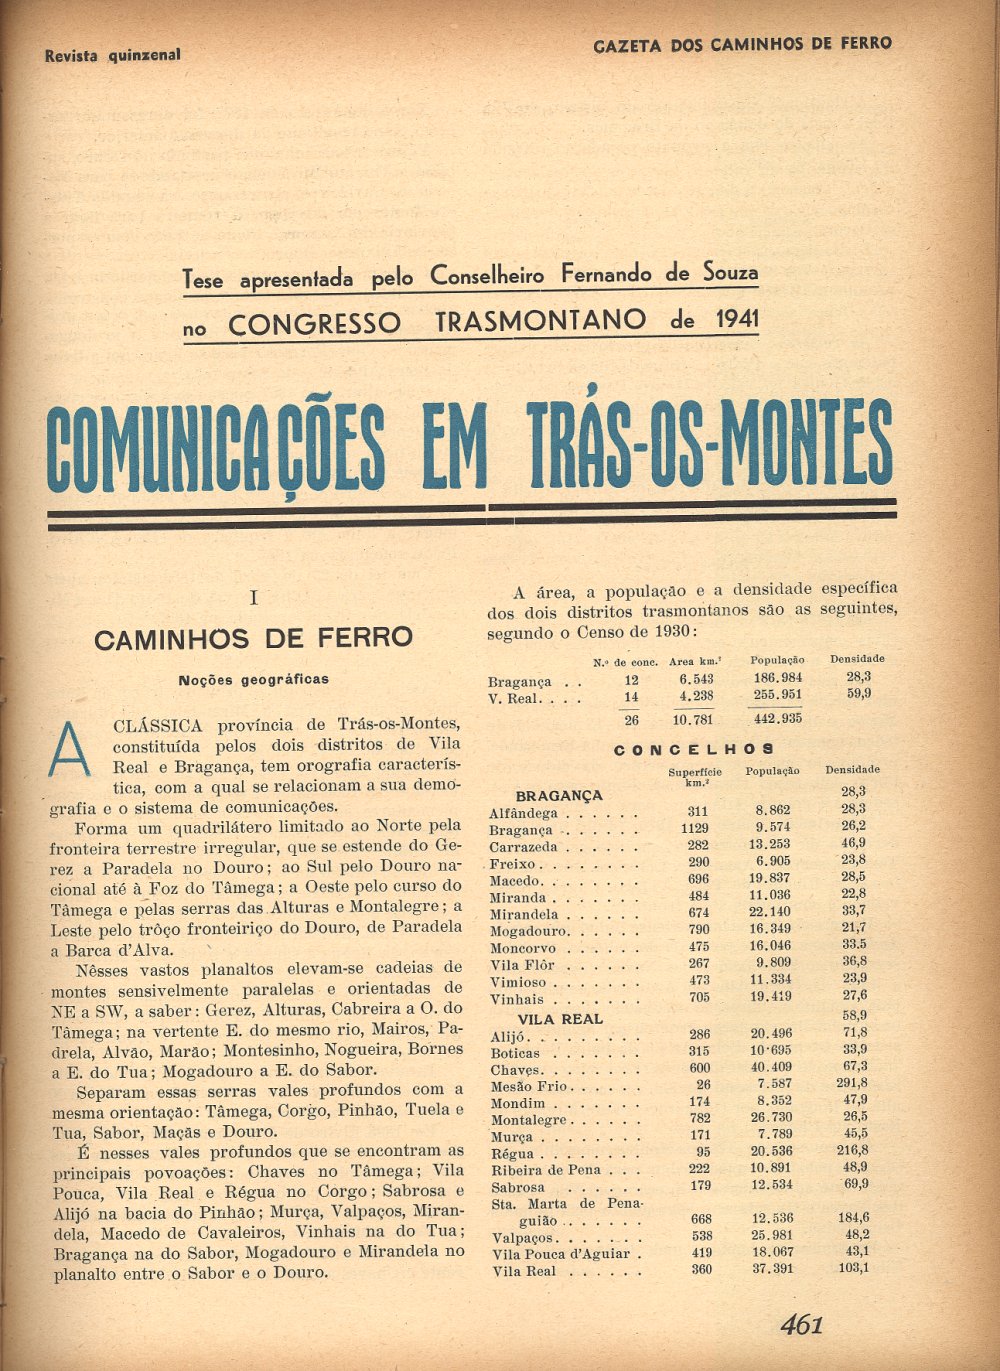 Revista quinzenal
GAZETA DOS CAMINHOS DE FERRO
Tese apresentada pelo Conselheiro Fernando de Souza
no CONGRESSO TRASMONTANO de 1941
COMUNICAÇÕES EM TRÁS-OS-MONTES
I
CAMINHOS DE FERRO
Noções geográficas
A CLÁSSICA província de Trás-os-Montes,
constituída pelos dois distritos de Vila
Real e Bragança, tem orografia caracterís-
tica, com a qual se relacionam a sua demo-
grafia e o sistema de comunicações.
Forma um quadrilátero limitado ao Norte pela
fronteira terrestre irregular, que se estende do Ge-
rez a Paradela no Douro; ao Sul pelo Douro na-
cional até à Foz do Tâmega; a Oeste pelo curso do
Tâmega e pelas serras das Alturas e Montalegre; a
Leste pelo trôço fronteiriço do Douro, de Paradela
a Barca d'Alva.
Nêsses vastos planaltos elevam-se cadeias de
montes sensivelmente paralelas e orientadas de
NE a SW, a saber: Gerez, Alturas, Cabreira a O. do
Tâmega; na vertente E. do mesmo rio, Mairos, Pa-
drela, Alvão, Marão; Montesinho, Nogueira, Bornes
a E. do Tua; Mogadouro a E. do Sabor.
Separam essas serras vales profundos com a
mesma orientação: Tâmega, Corgo, Pinhão, Tuela e
Tua, Sabor, Maçãs e Douro.
É nesses vales profundos que se encontram as
principais povoações: Chaves no Tâmega; Vila
Pouca, Vila Real e Régua no Corgo; Sabrosa e
Alijó na bacia do Pinhão; Murça, Valpaços, Miran-
dela, Macedo de Cavaleiros, Vinhais na do Tua;
Bragança na do Sabor, Mogadouro e Mirandela no
planalto entre o Sabor e o Douro.
A área, a população e a densidade específica
dos dois distritos trasmontanos são as seguintes,
segundo o Censo de 1930:
N.º de conc. Area km.² População Densidade
Bragança . . 12 6.543 186.984 28,3
V. Real. . . . 14 4.238 255.951 59,9
26 10.781 442.935
CONCELHOS
Superfície km.² População Densidade
BRAGANÇA 28,3
Alfândega . . . . . . 311 8.862 28,3
Bragança . . . . . . 1129 9.574 26,2
Carrazeda . . . . . . 282 13.253 46,9
Freixo. . . . . . . . 290 6.905 23,8
Macedo. . . . . . . . 696 19.837 28,5
Miranda . . . . . . . 484 11.036 22,8
Mirandela . . . . . . 674 22.140 33,7
Mogadouro. . . . . . 790 16.349 21,7
Moncorvo . . . . . . 475 16,046 33.5
Vila Flôr . . . . . . 267 9.809 36,8
Vimioso . . . . . . . 473 11.334 23,9
Vinhais . . . . . . . 705 19.419 27,6
VILA REAL 58,9
Alijó. . . . . . . . . 286 20.496 71,8
Boticas . . . . . . . 315 10·695 33,9
Chaves. . . . . . . . 600 40.409 67,3
Mesão Frio. . . . . . 26 7.587 291,8
Mondim . . . . . . . 174 8.352 47,9
Montalegre. . . . . . 782 26.730 26,5
Murça . . . . . . . . 171 7.789 45,5
Régua . . . . . . . . 95 20.536 216,8
Ribeira de Pena . . . 222 10.891 48,9
Sabrosa . . . . . . 179 12.534 69,9
Sta. Marta de Pena-
guião . . . . . . . 668 12.536 184,6
Valpaços. . . . . . . 538 25.981 48,2
Vila Pouca d'Aguiar . 419 18.067 43,1
Vila Real . . . . . . 360 37.391 103,1
461